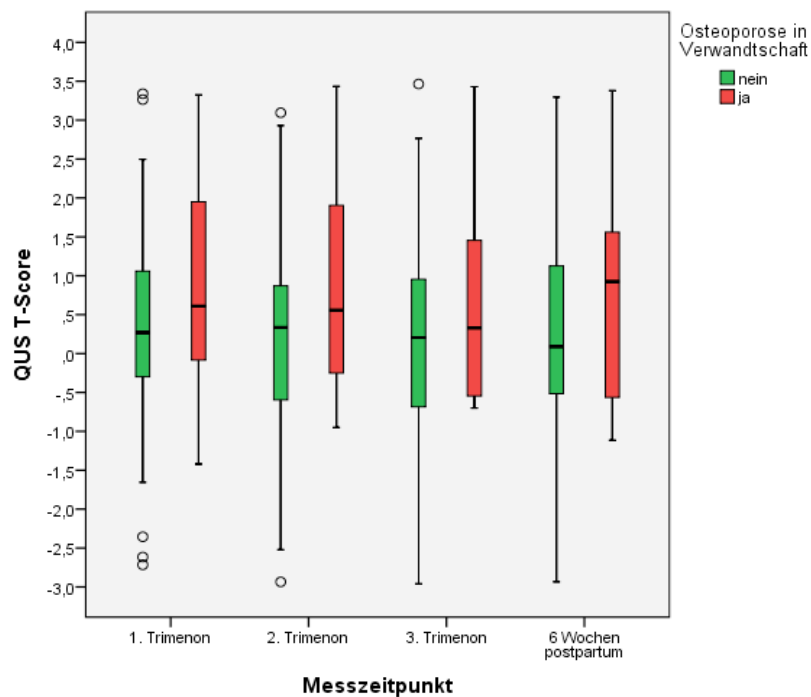 Osteoporose in
Verwandtschaft
nein
ja
QUS T-Score
4,0
3,5
3,0
2,5
2,0
1,5
1,0
,5
,0
-,5
-1,0
-1,5
-2,0
-2,5
-3,0
1. Trimenon
2. Trimenon
3. Trimenon
6 Wochen
postpartum
Messzeitpunkt